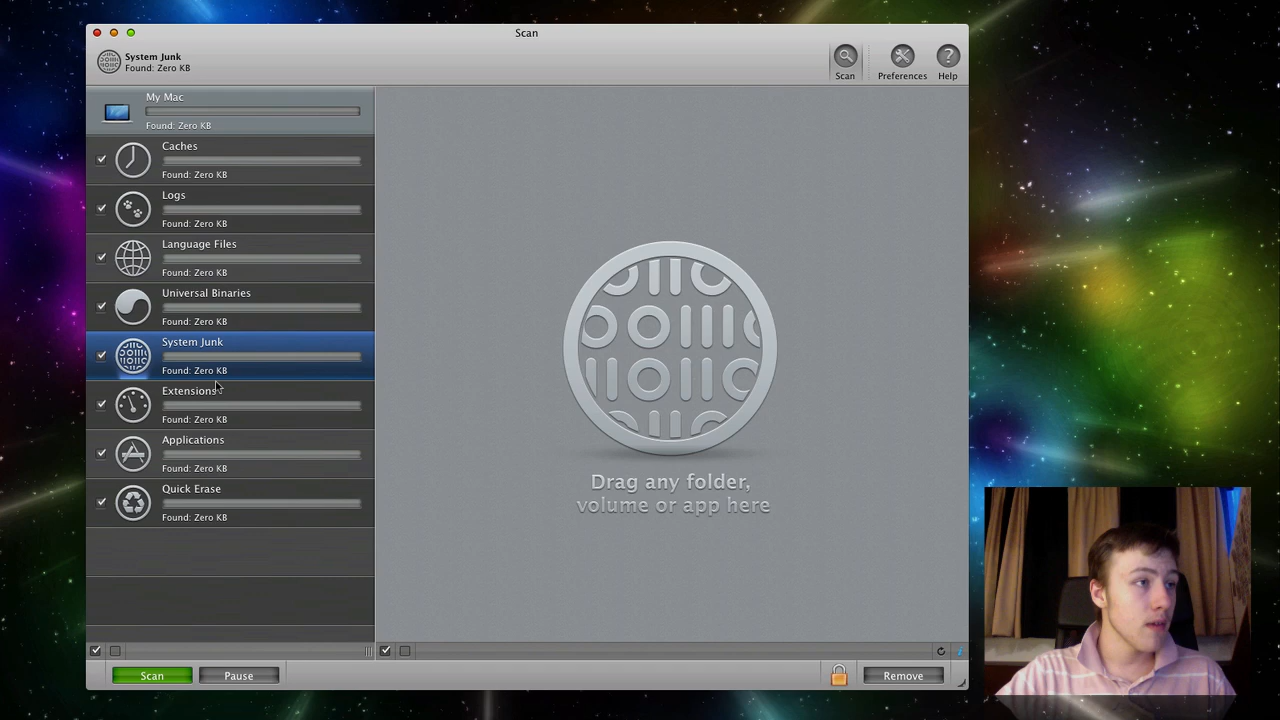 Scan
System Junk
Found: Zero KB
Scan
Preferences
Help
My Mac
Found: Zero KB
Caches
Found: Zero KB
Logs
Found: Zero KB
Language Files
Found: Zero KB
Universal Binaries
Found: Zero KB
System Junk
Found: Zero KB
Extensions
Found: Zero KB
Applications
Found: Zero KB
Quick Erase
Found: Zero KB
Drag any folder,
volume or app here
Scan
Pause
Remove